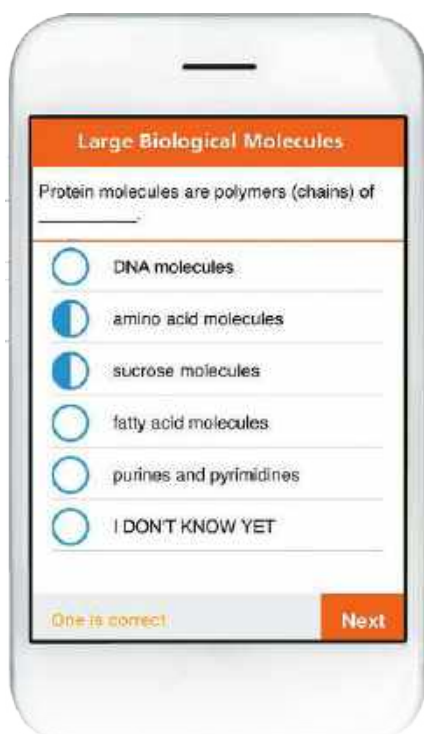 Large Biological Molecules
Protein molecules are polymers (chains) of
__________.
DNA molecules
amino acid molecules
sucrose molecules
fatty acid molecules
purines and pyrimidines
I DON'T KNOW YET
One is correct
Next